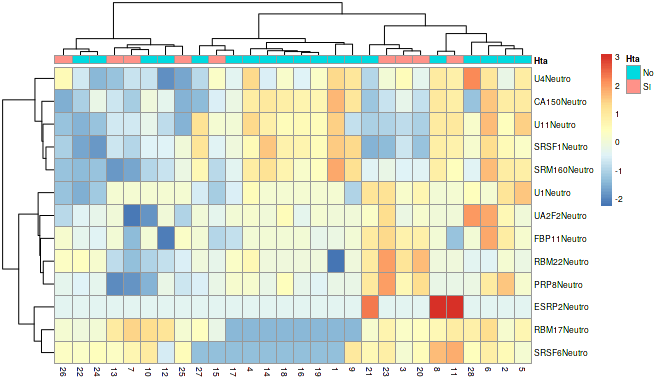 Hta
U4Neutro
CA150Neutro
U11Neutro
SRSF1Neutro
SRM160Neutro
U1Neutro
UA2F2Neutro
FBP11Neutro
RBM22Neutro
PRP8Neutro
ESRP2Neutro
RBM17Neutro
SRSF6Neutro
26 22 24 13 7 10 12 25 27 15 17 4 14 18 16 19 1 9 21 23 3 20 8 11 28 6 2 5
3
2
1
0
-1
-2
Hta
No
SI